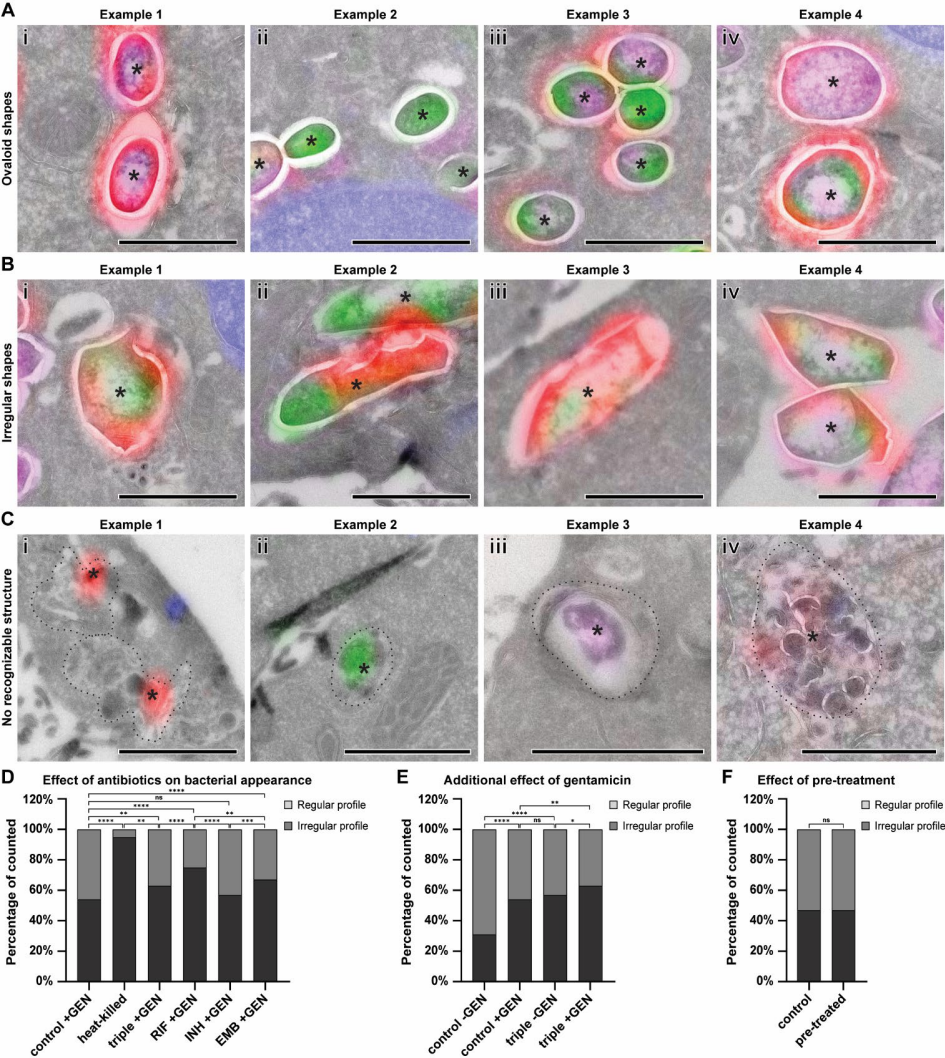 A
Example 1
Example 2
Example 3
Example 4
Ovaloid shapes
i
ii
iii
iv
*
*
*
*
*
*
*
*
*
*
*
*
*
B
Example 1
Example 2
Example 3
Example 4
Irregular shapes
i
ii
iii
iv
*
*
*
*
*
*
C
Example 1
Example 2
Example 3
Example 4
No recognizable structure
i
ii
iii
iv
*
*
*
*
*
D
Effect of antibiotics on bacterial appearance
Percentage of counted
120%
100%
80%
60%
40%
20%
0%
Regular profile
Irregular profile
****
ns
****
**
**
****
**
****
****
***
control +GEN
heat-killed
triple +GEN
RIF +GEN
INH +GEN
EMB +GEN
E
Additional effect of gentamicin
Percentage of counted
120%
100%
80%
60%
40%
20%
0%
Regular profile
Irregular profile
**
****
****
ns
*
control -GEN
control +GEN
triple -GEN
triple +GEN
F
Effect of pre-treatment
Percentage of counted
120%
100%
80%
60%
40%
20%
0%
Regular profile
Irregular profile
ns
control
pre-treated